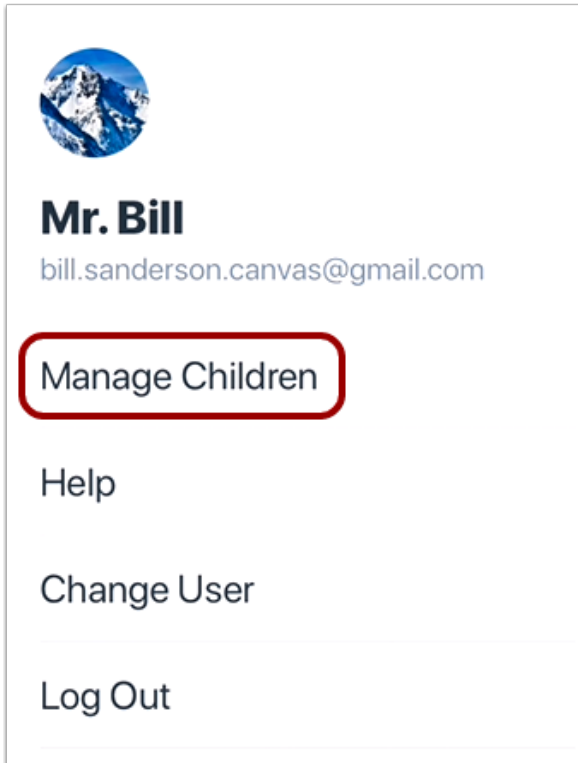 Mr. Bill
bill.sanderson.canvas@gmail.com
Manage Children
Help
Change User
Log Out